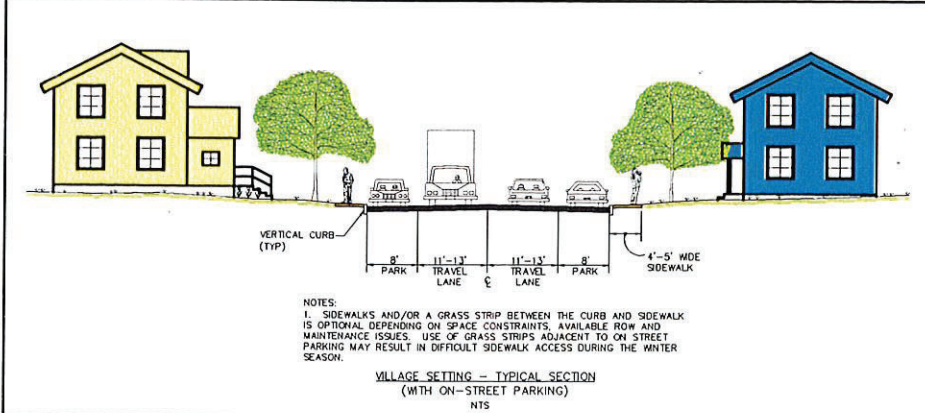 VERTICAL CURB
(TYP)
8'
PARK
11'-13'
TRAVEL
LANE
℄
11'-13'
TRAVEL
LANE
8'
PARK
4'-5' WIDE
SIDEWALK
NOTES:
1. SIDEWALKS AND/OR A GRASS STRIP BETWEEN THE CURB AND SIDEWALK
IS OPTIONAL DEPENDING ON SPACE CONSTRAINTS, AVAILABLE ROW AND
MAINTENANCE ISSUES. USE OF GRASS STRIPS ADJACENT TO ON STREET
PARKING MAY RESULT IN DIFFICULT SIDEWALK ACCESS DURING THE WINTER
SEASON.
VILLAGE SETTING - TYPICAL SECTION
(WITH ON-STREET PARKING)
NTS